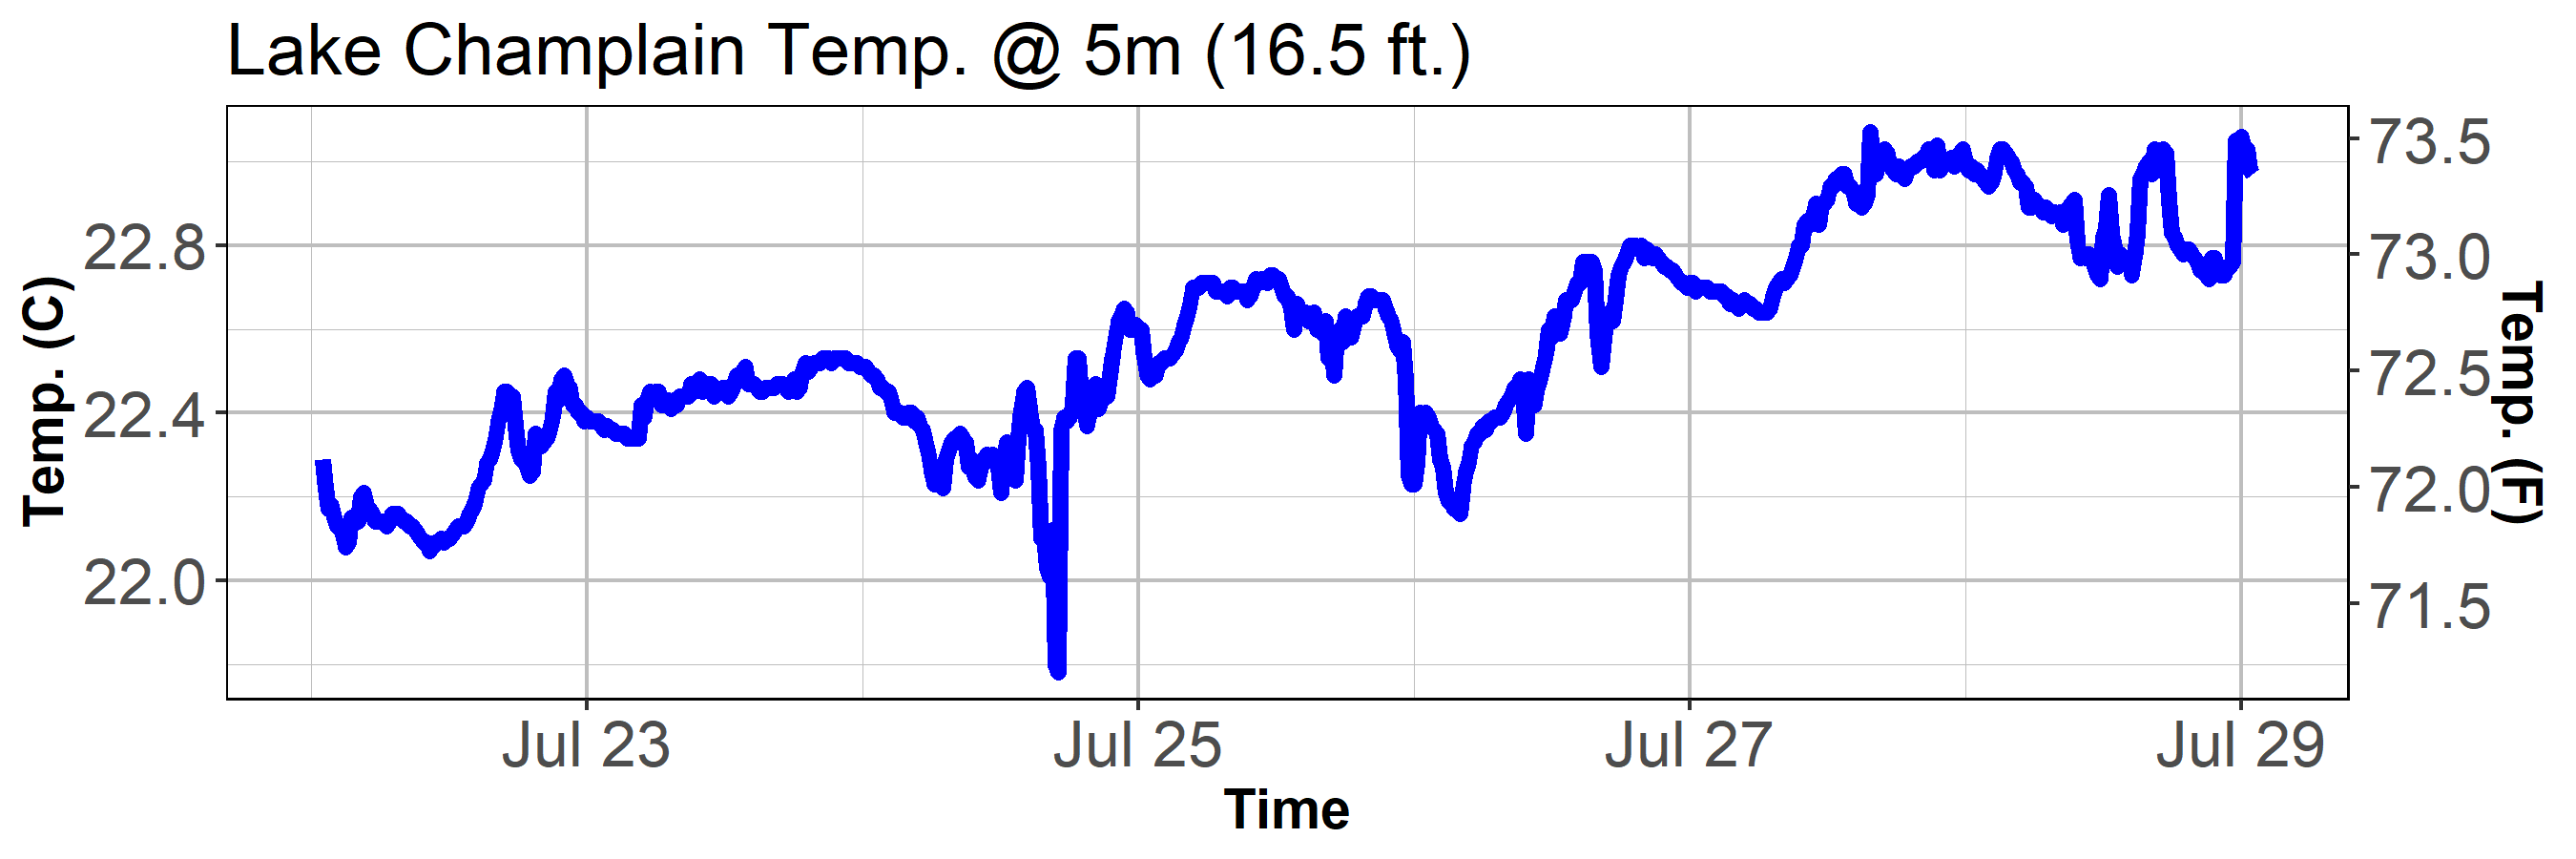 Lake Champlain Temp. @ 5m (16.5 ft.)
73.5
22.8
73.0
72.5
22.4
72.0
22.0
71.5
Temp. (C)
Temp. (F)
Jul 23
Jul 25
Jul 27
Jul 29
Time